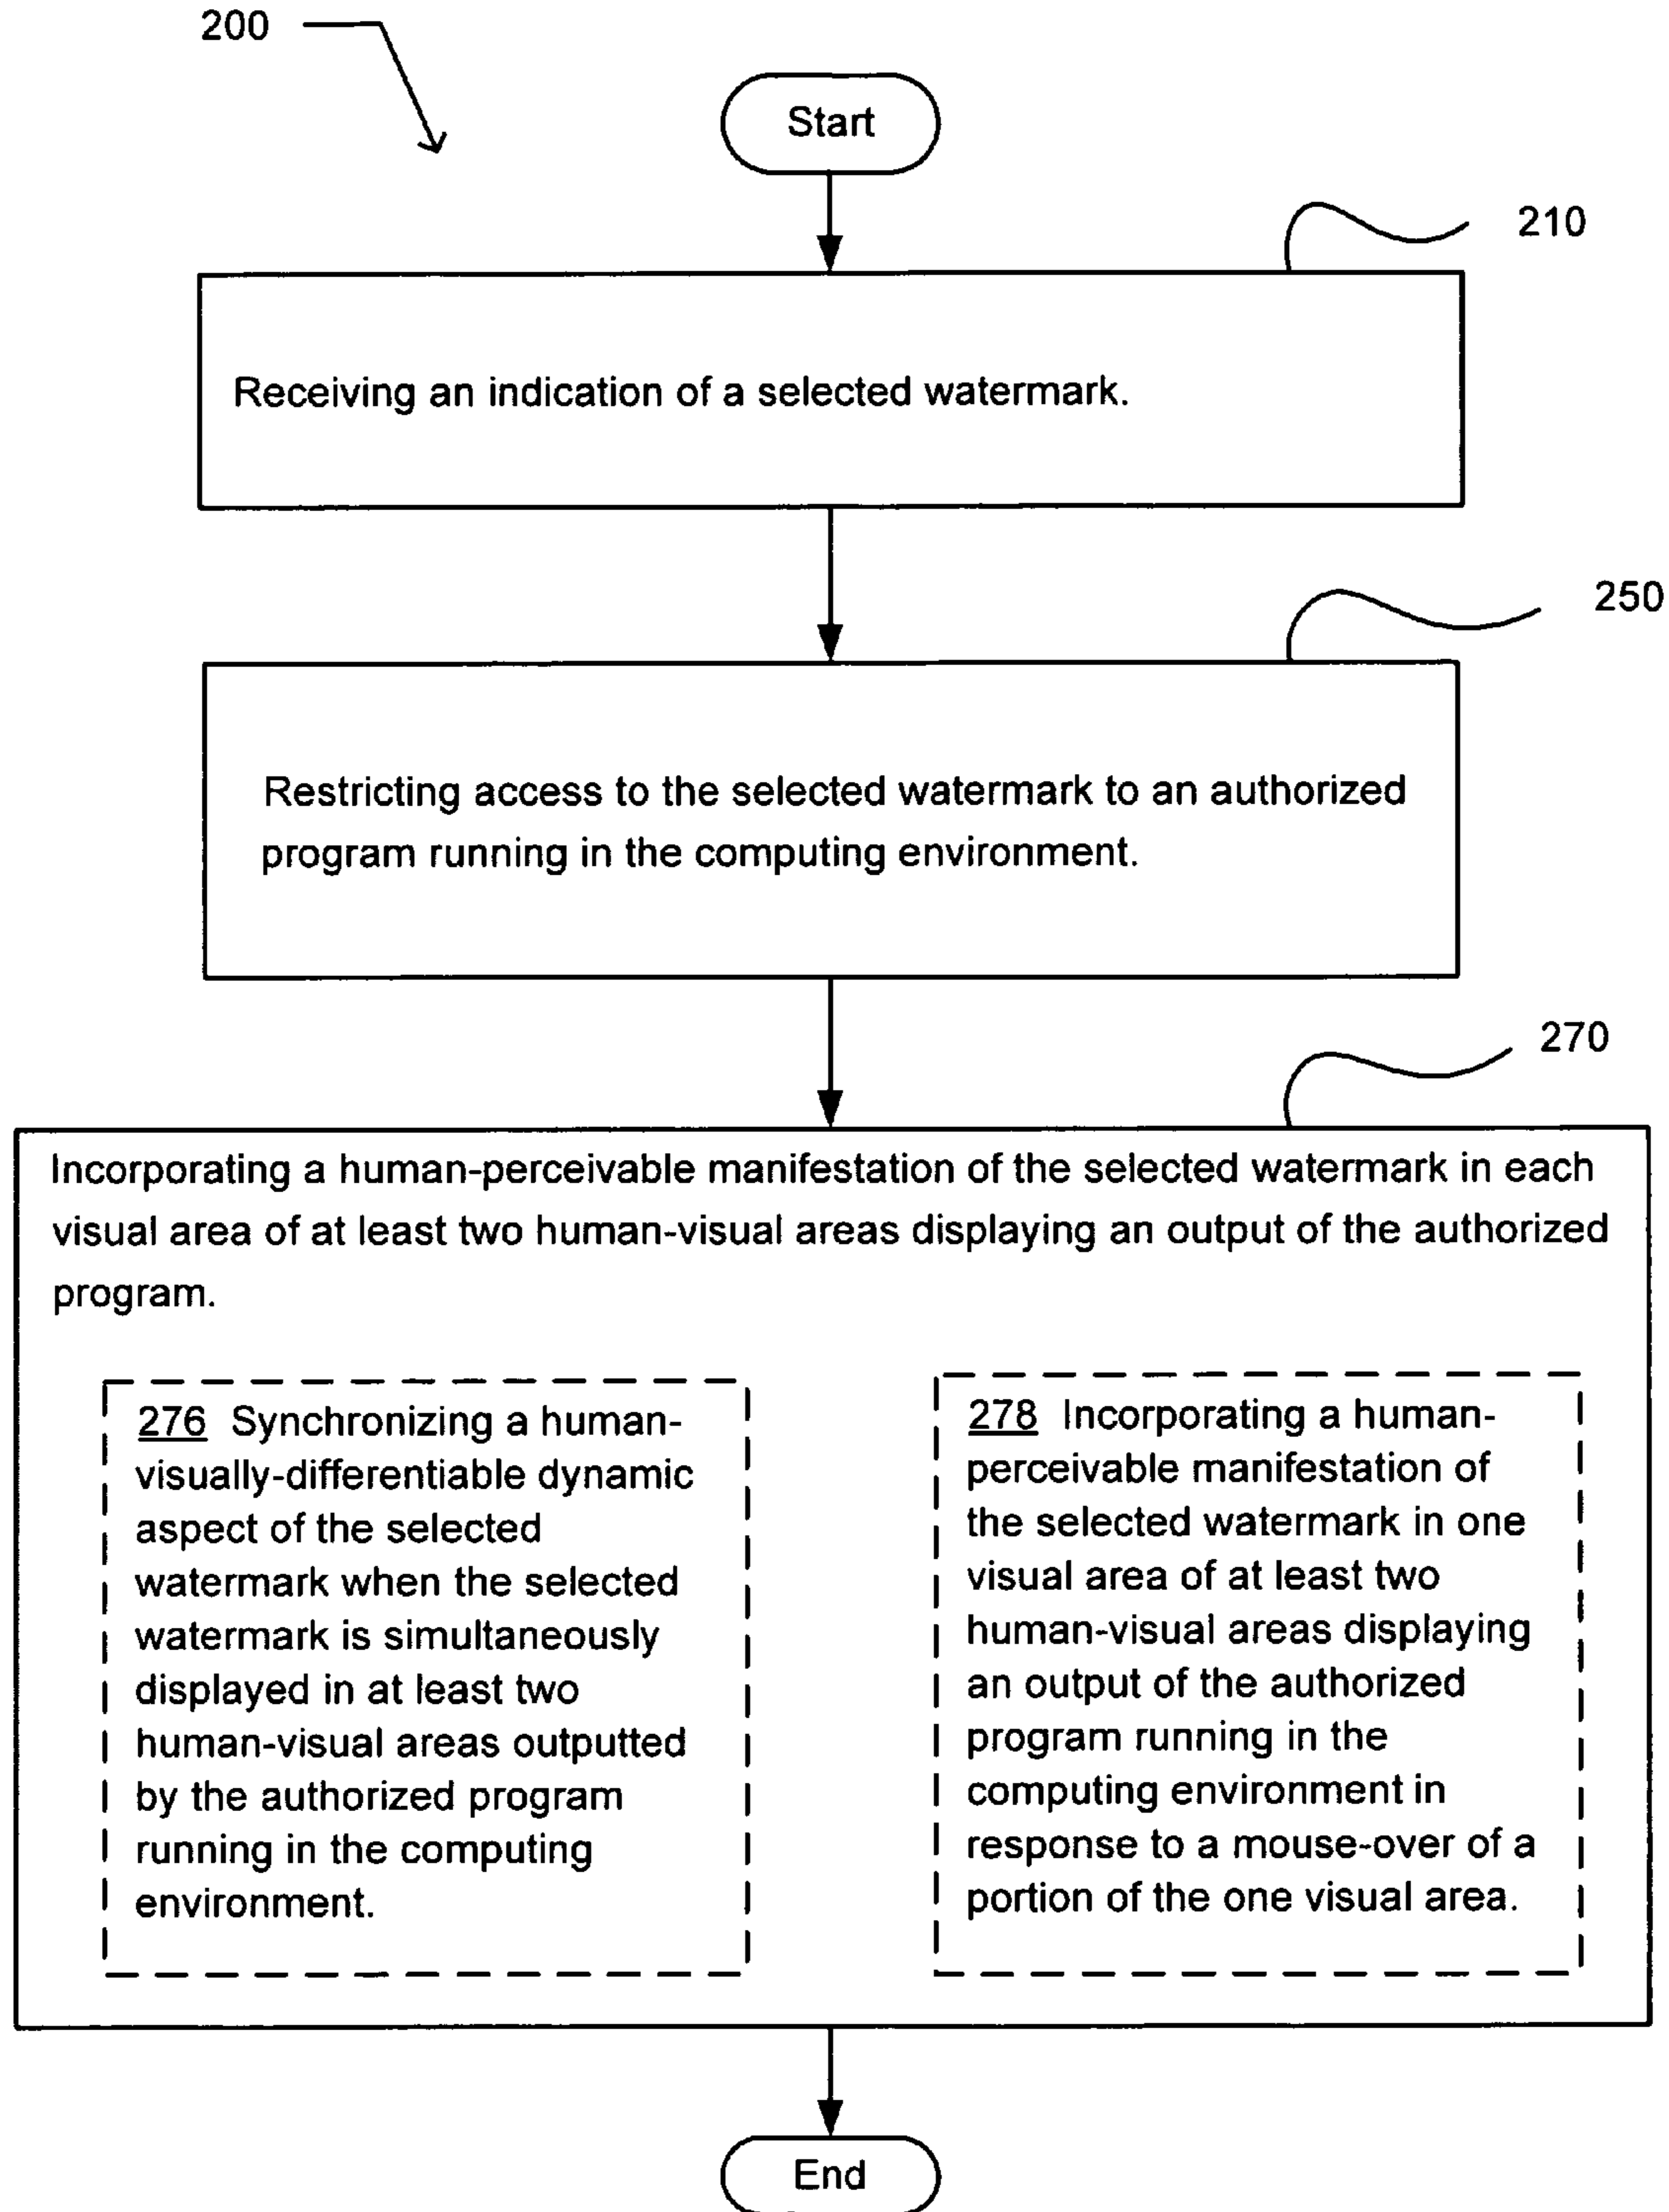 200
Start
210
Receiving an indication of a selected watermark.
250
Restricting access to the selected watermark to an authorized
program running in the computing environment.
270
Incorporating a human-perceivable manifestation of the selected watermark in each
visual area of at least two human-visual areas displaying an output of the authorized
program.
276 Synchronizing a human-
visually-differentiable dynamic
aspect of the selected
watermark when the selected
watermark is simultaneously
displayed in at least two
human-visual areas outputted
by the authorized program
running in the computing
environment.
278 Incorporating a human-
perceivable manifestation of
the selected watermark in one
visual area of at least two
human-visual areas displaying
an output of the authorized
program running in the
computing environment in
response to a mouse-over of a
portion of the one visual area.
End